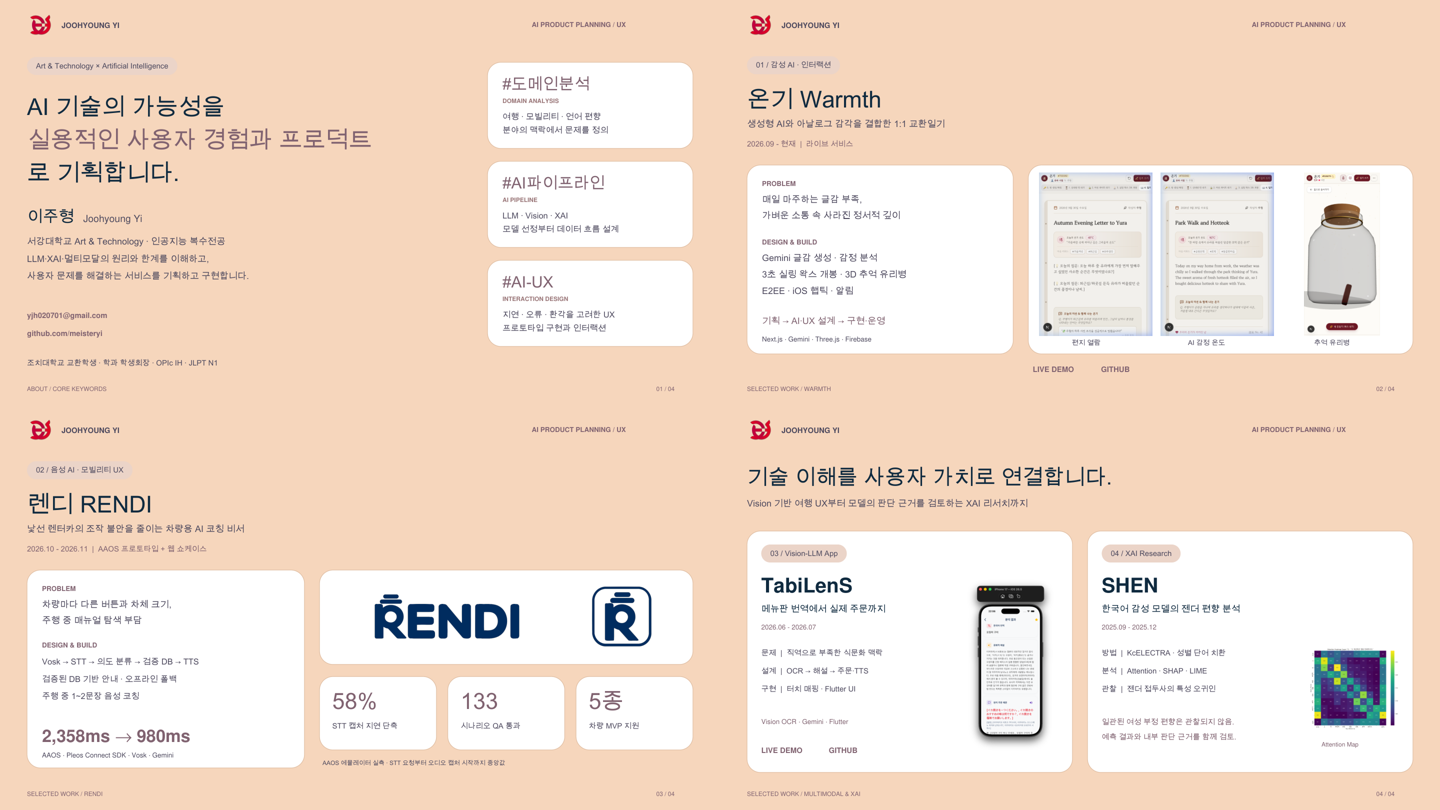 JOOHYOUNG YI
AI PRODUCT PLANNING / UX
Art & Technology × Artificial Intelligence
AI 기술의 가능성을
실용적인 사용자 경험과 프로덕트
로 기획합니다.
이주형 Joohyoung Yi
서강대학교 Art & Technology · 인공지능 복수전공
LLM·XAI·멀티모달의 원리와 한계를 이해하고,
사용자 문제를 해결하는 서비스를 기획하고 구현합니다.
yjh020701@gmail.com
github.com/meisteryi
조치대학교 교환학생 · 학과 학생회장 · OPIc IH · JLPT N1
#도메인분석
DOMAIN ANALYSIS
여행 · 모빌리티 · 언어 편향
분야의 맥락에서 문제를 정의
#AI파이프라인
AI PIPELINE
LLM · Vision · XAI
모델 선정부터 데이터 흐름 설계
#AI-UX
INTERACTION DESIGN
지연 · 오류 · 환각을 고려한 UX
프로토타입 구현과 인터랙션
ABOUT / CORE KEYWORDS
01 / 04
JOOHYOUNG YI
AI PRODUCT PLANNING / UX
01 / 감성 AI · 인터랙션
온기 Warmth
생성형 AI와 아날로그 감각을 결합한 1:1 교환일기
2026.09 - 현재 | 라이브 서비스
PROBLEM
매일 마주하는 글감 부족,
가벼운 소통 속 사라진 정서적 깊이
DESIGN & BUILD
Gemini 글감 생성 · 감정 분석
3초 실링 왁스 개봉 · 3D 추억 유리병
E2EE · iOS 햅틱 · 알림
기획 → AI·UX 설계 → 구현·운영
Next.js · Gemini · Three.js · Firebase
Autumn Evening Letter to Yura
Park Walk and Hotteok
편지 열람
AI 감정 온도
추억 유리병
LIVE DEMO
GITHUB
SELECTED WORK / WARMTH
02 / 04
JOOHYOUNG YI
AI PRODUCT PLANNING / UX
02 / 음성 AI · 모빌리티 UX
렌디 RENDI
낯선 렌터카의 조작 불안을 줄이는 차량용 AI 코칭 비서
2026.10 - 2026.11 | AAOS 프로토타입 + 웹 쇼케이스
PROBLEM
차량마다 다른 버튼과 차체 크기,
주행 중 매뉴얼 탐색 부담
DESIGN & BUILD
Vosk → STT → 의도 분류 → 검증 DB → TTS
검증된 DB 기반 안내 · 오프라인 폴백
주행 중 1~2문장 음성 코칭
2,358ms → 980ms
AAOS · Pleos Connect SDK · Vosk · Gemini
RENDI
R
58%
STT 캡처 지연 단축
133
시나리오 QA 통과
5종
차량 MVP 지원
AAOS 에뮬레이터 실측 · STT 요청부터 오디오 캡처 시작까지 중앙값
SELECTED WORK / RENDI
03 / 04
JOOHYOUNG YI
AI PRODUCT PLANNING / UX
기술 이해를 사용자 가치로 연결합니다.
Vision 기반 여행 UX부터 모델의 판단 근거를 검토하는 XAI 리서치까지
03 / Vision-LLM App
TabiLenS
메뉴판 번역에서 실제 주문까지
2026.06 - 2026.07
문제 | 직역으로 부족한 식문화 맥락
설계 | OCR → 해설 → 주문·TTS
구현 | 터치 매핑 · Flutter UI
Vision OCR · Gemini · Flutter
LIVE DEMO
GITHUB
04 / XAI Research
SHEN
한국어 감성 모델의 젠더 편향 분석
2025.09 - 2025.12
방법 | KcELECTRA · 성별 단어 치환
분석 | Attention · SHAP · LIME
관찰 | 젠더 접두사의 특성 오귀인
일관된 여성 부정 편향은 관찰되지 않음.
예측 결과와 내부 판단 근거를 함께 검토.
Attention Map
SELECTED WORK / MULTIMODAL & XAI
04 / 04